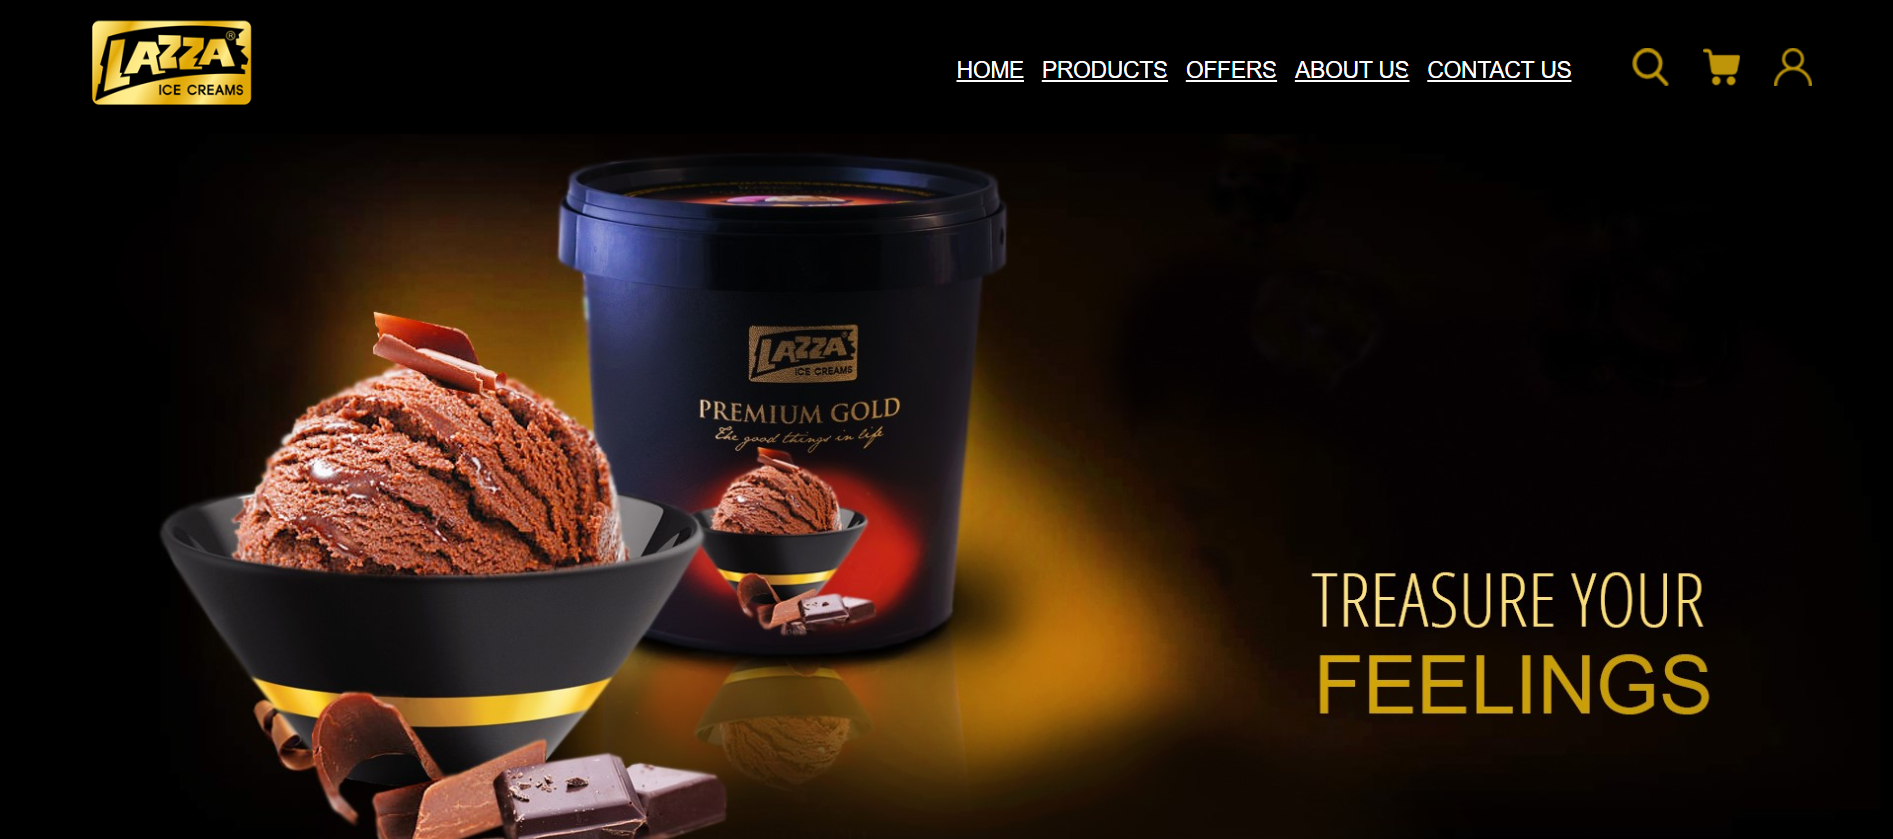 LAZZA®
ICE CREAMS
HOME PRODUCTS OFFERS ABOUT US CONTACT US
LAZZA
ICE CREAMS
PREMIUM GOLD
The good things in life
TREASURE YOUR
FEELINGS